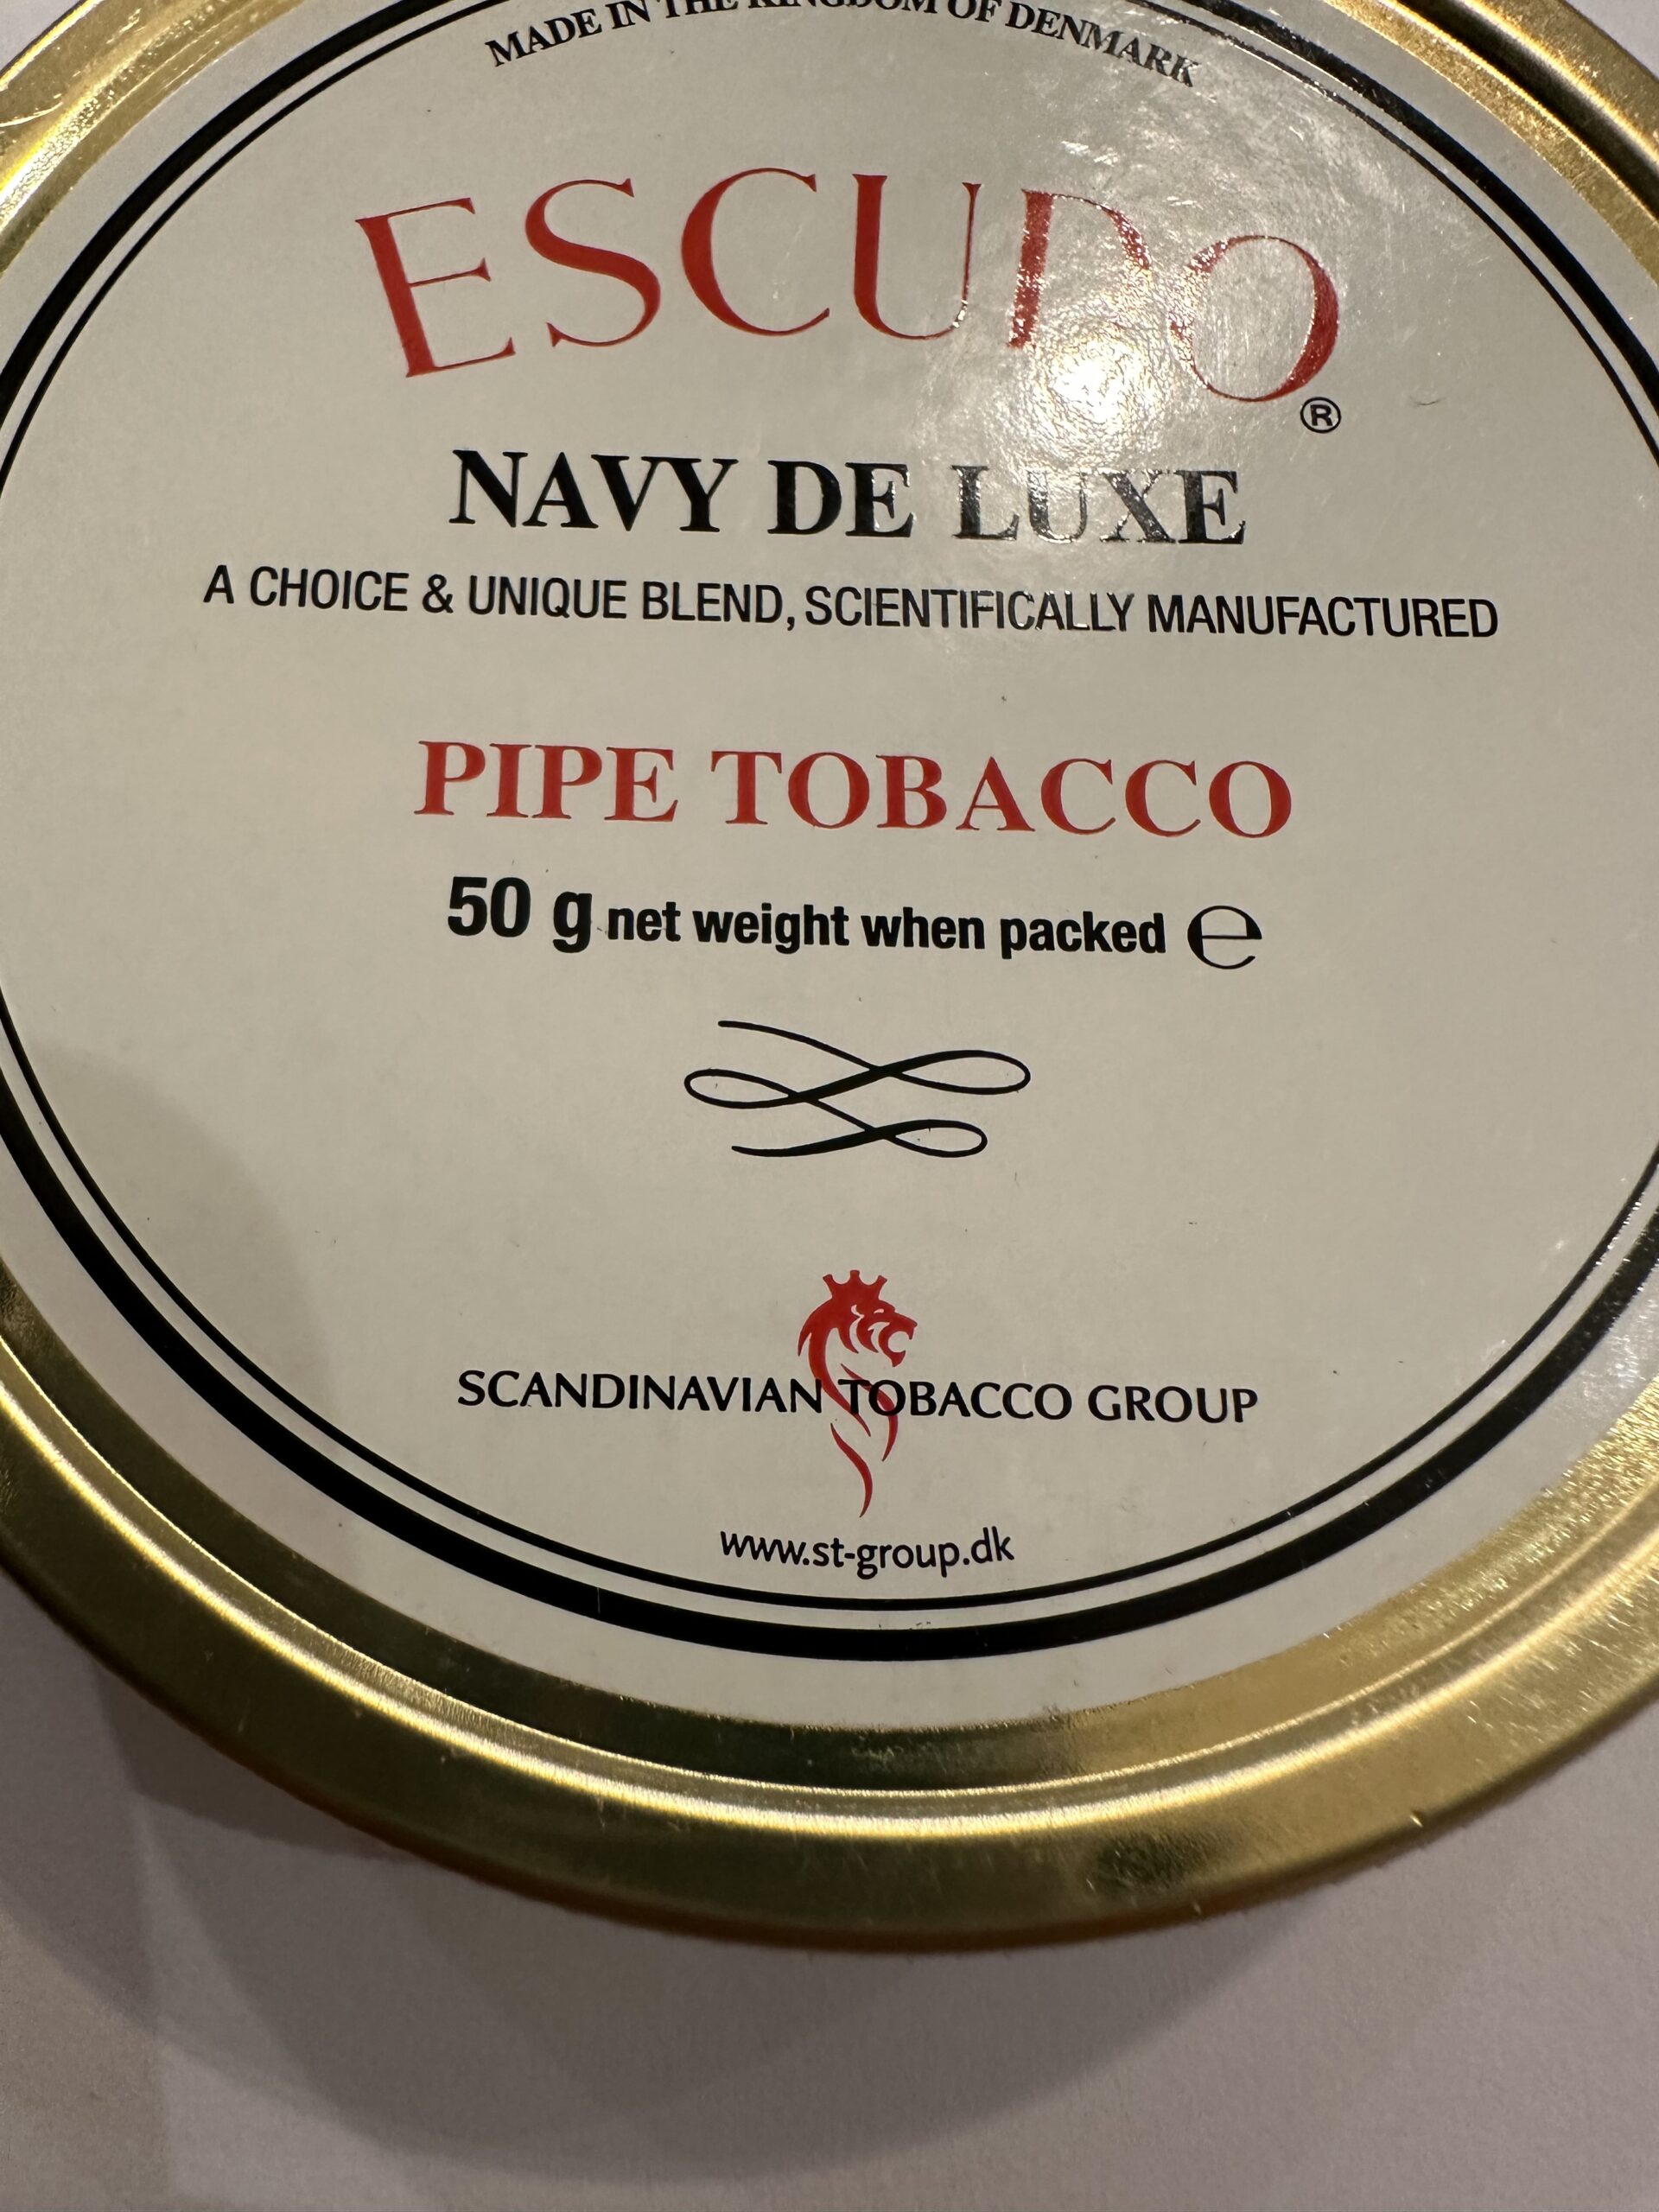 MADE IN THE KINGDOM OF DENMARK
ESCUDO®
NAVY DE LUXE
A CHOICE & UNIQUE BLEND, SCIENTIFICALLY MANUFACTURED
PIPE TOBACCO
50 g net weight when packed ℮
SCANDINAVIAN TOBACCO GROUP
www.st-group.dk